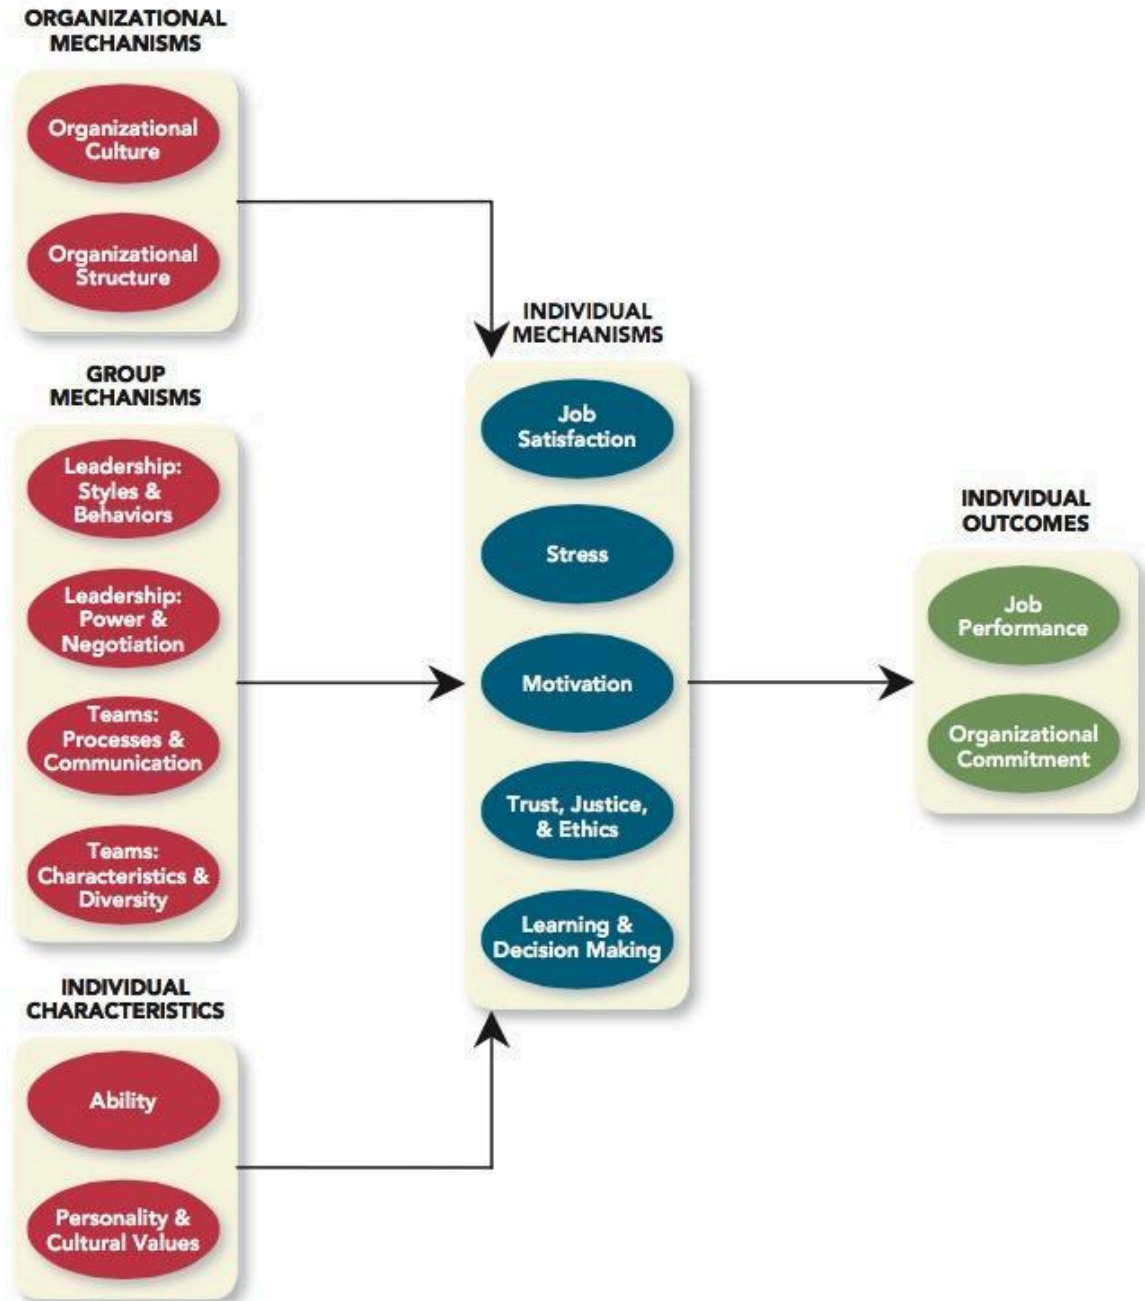 ORGANIZATIONAL
MECHANISMS
Organizational
Culture
Organizational
Structure
GROUP
MECHANISMS
Leadership:
Styles &
Behaviors
Leadership:
Power &
Negotiation
Teams:
Processes &
Communication
Teams:
Characteristics &
Diversity
INDIVIDUAL
CHARACTERISTICS
Ability
Personality &
Cultural Values
INDIVIDUAL
MECHANISMS
Job
Satisfaction
Stress
Motivation
Trust, Justice,
& Ethics
Learning &
Decision Making
INDIVIDUAL
OUTCOMES
Job
Performance
Organizational
Commitment